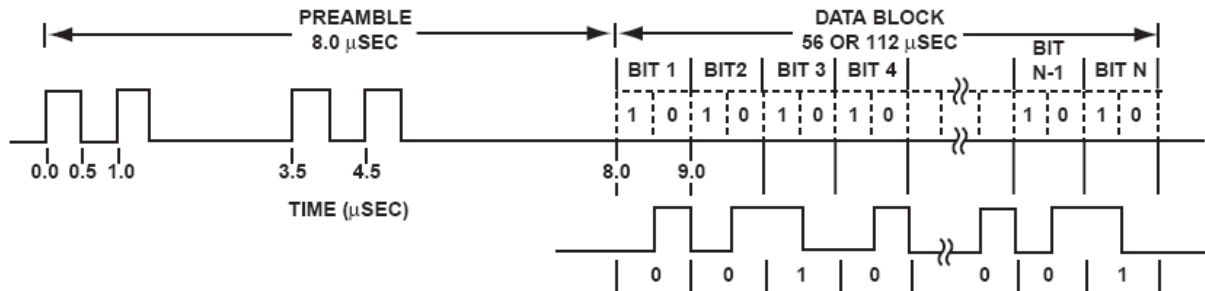 PREAMBLE
8.0 μSEC
DATA BLOCK
56 OR 112 μSEC
BIT 1 BIT2 BIT 3 BIT 4 BIT N-1 BIT N
1 0 1 0 1 0 1 0 1 0 1 0
0.0 0.5 1.0 3.5 4.5 8.0 9.0
TIME (μSEC)
0 0 1 0 0 0 1